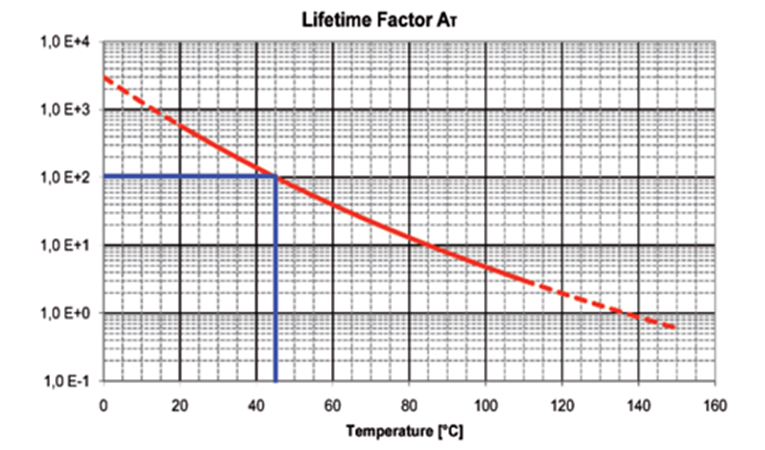 Lifetime Factor AT
1,0 E+4
1,0 E+3
1,0 E+2
1,0 E+1
1,0 E+0
1,0 E-1
0 20 40 60 80 100 120 140 160
Temperature [°C]